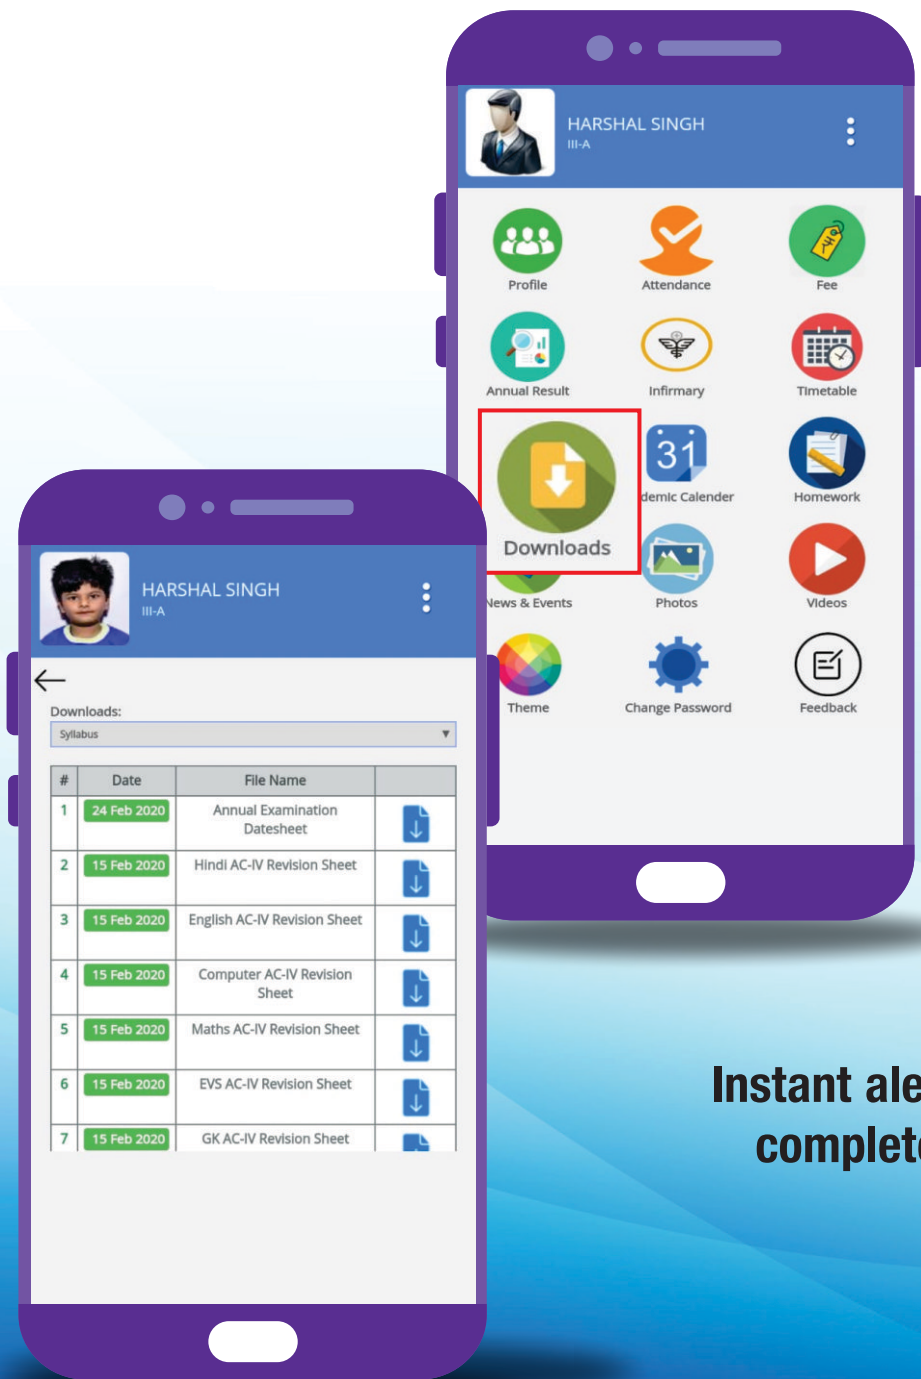 HARSHAL SINGH
III-A
Profile
Attendance
Fee
Annual Result
Infirmary
Timetable
31
demic Calender
Homework
Downloads
News & Events
Photos
Videos
Theme
Change Password
Feedback
HARSHAL SINGH
III-A
Downloads:
Syllabus
# Date File Name
1 24 Feb 2020 Annual Examination
Datesheet
2 15 Feb 2020 Hindi AC-IV Revision Sheet
3 15 Feb 2020 English AC-IV Revision Sheet
4 15 Feb 2020 Computer AC-IV Revision
Sheet
5 15 Feb 2020 Maths AC-IV Revision Sheet
6 15 Feb 2020 EVS AC-IV Revision Sheet
7 15 Feb 2020 GK AC-IV Revision Sheet
Instant ale
complet